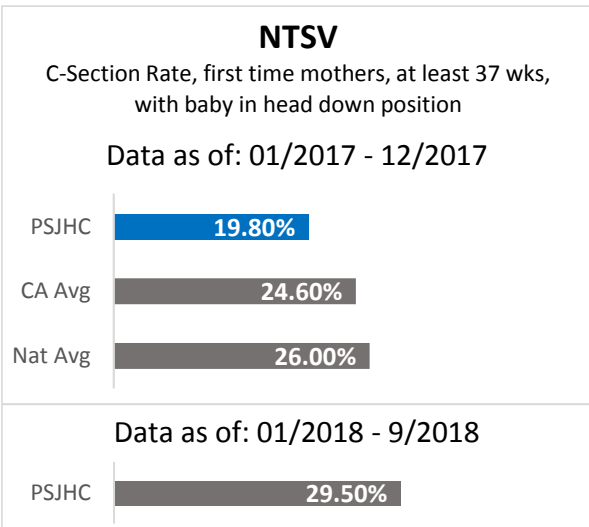 NTSV
C-Section Rate, first time mothers, at least 37 wks,
with baby in head down position
Data as of: 01/2017 - 12/2017
PSJHC 19.80%
CA Avg 24.60%
Nat Avg 26.00%
Data as of: 01/2018 - 9/2018
PSJHC 29.50%